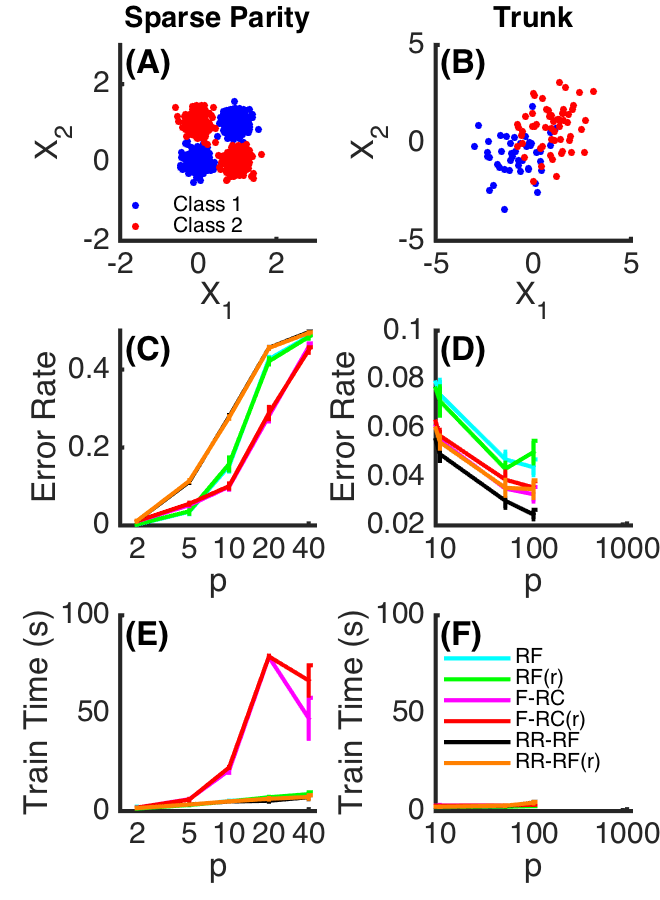 Sparse Parity Trunk
(A) (B)
X2 2 0 -2
-2 0 2
X1
Class 1
Class 2
X2 5 0 -5
-5 0 5
X1
(C) (D)
Error Rate 0.4 0.2 0
2 5 10 20 40
p
Error Rate 0.1 0.08 0.06 0.04 0.02
10 100 1000
p
(E) (F)
Train Time (s) 100 50 0
2 5 10 20 40
p
Train Time (s) 100 50 0
RF
RF(r)
F-RC
F-RC(r)
RR-RF
RR-RF(r)
10 100 1000
p